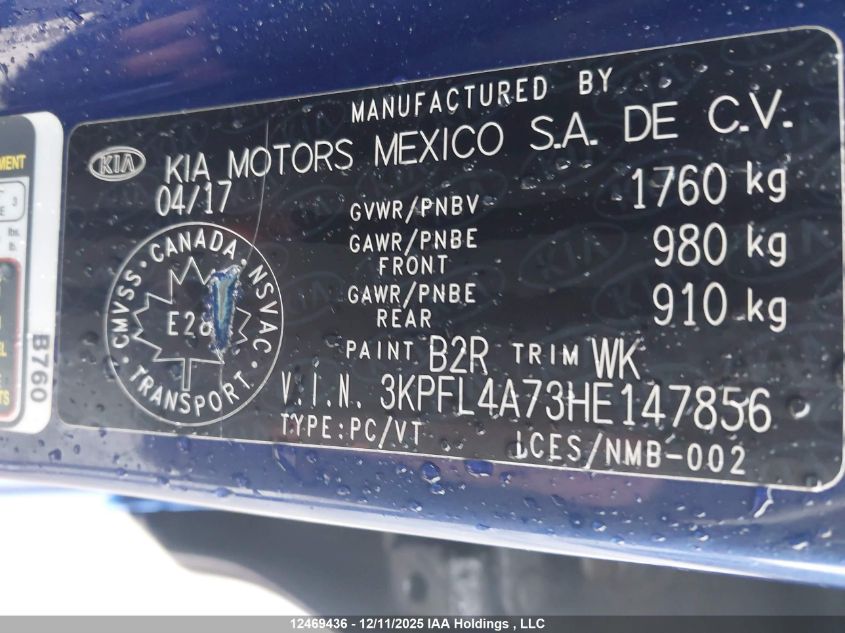 MANUFACTURED BY
KIA KIA MOTORS MEXICO S.A. DE C.V.
04/17
GVWR/PNBV 1760 kg
GAWR/PNBE FRONT 980 kg
GAWR/PNBE REAR 910 kg
PAINT B2R TRIM WK
V.I.N. 3KPFL4A73HE147856
TYPE:PC/VT LCES/NMB-002
CMVSS · CANADA · NSVAC · TRANSPORT ·
B760
12469436 - 12/11/2025 IAA Holdings , LLC